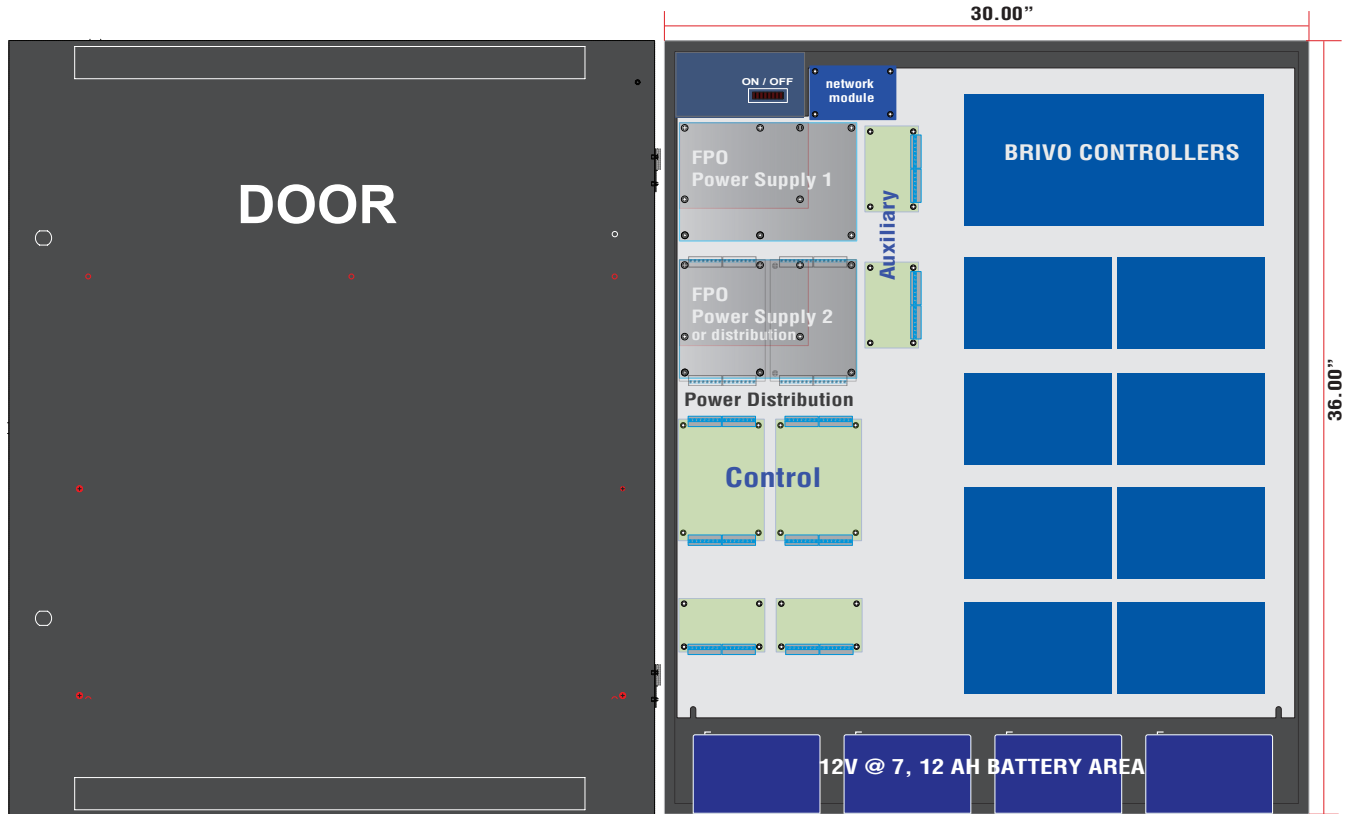 30.00”
DOOR
ON / OFF
network
module
FPO
Power Supply 1
Auxiliary
BRIVO CONTROLLERS
FPO
Power Supply 2
or distribution
Power Distribution
Control
36.00”
12V @ 7, 12 AH BATTERY AREA